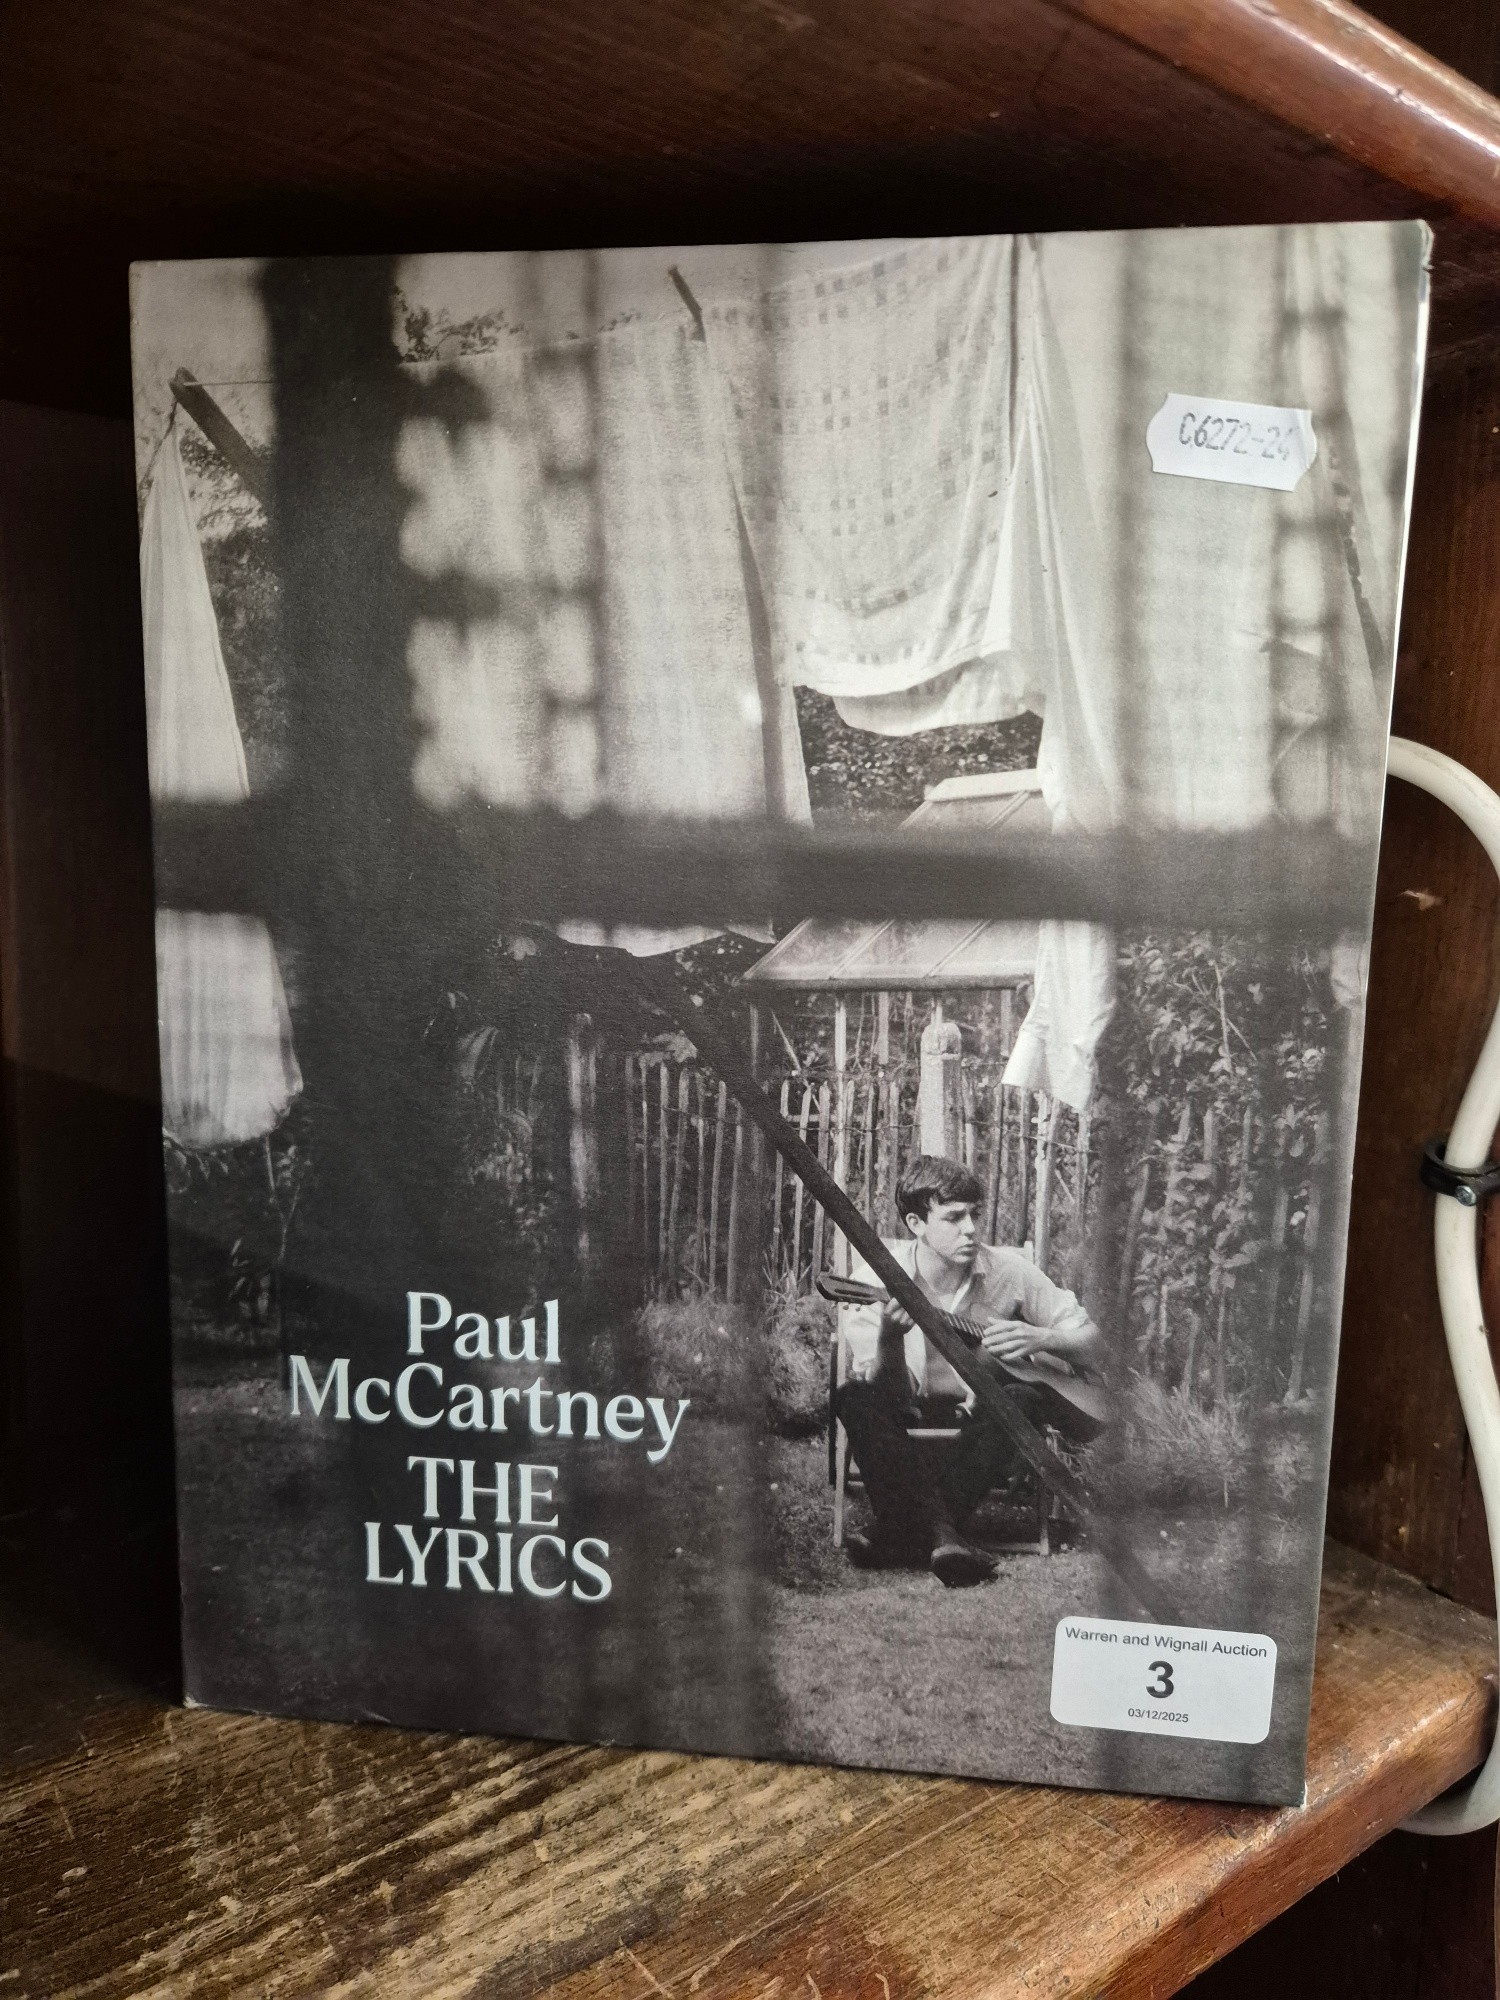 C6272-24
Paul
McCartney
THE
LYRICS
Warren and Wignall Auction
3
03/12/2025